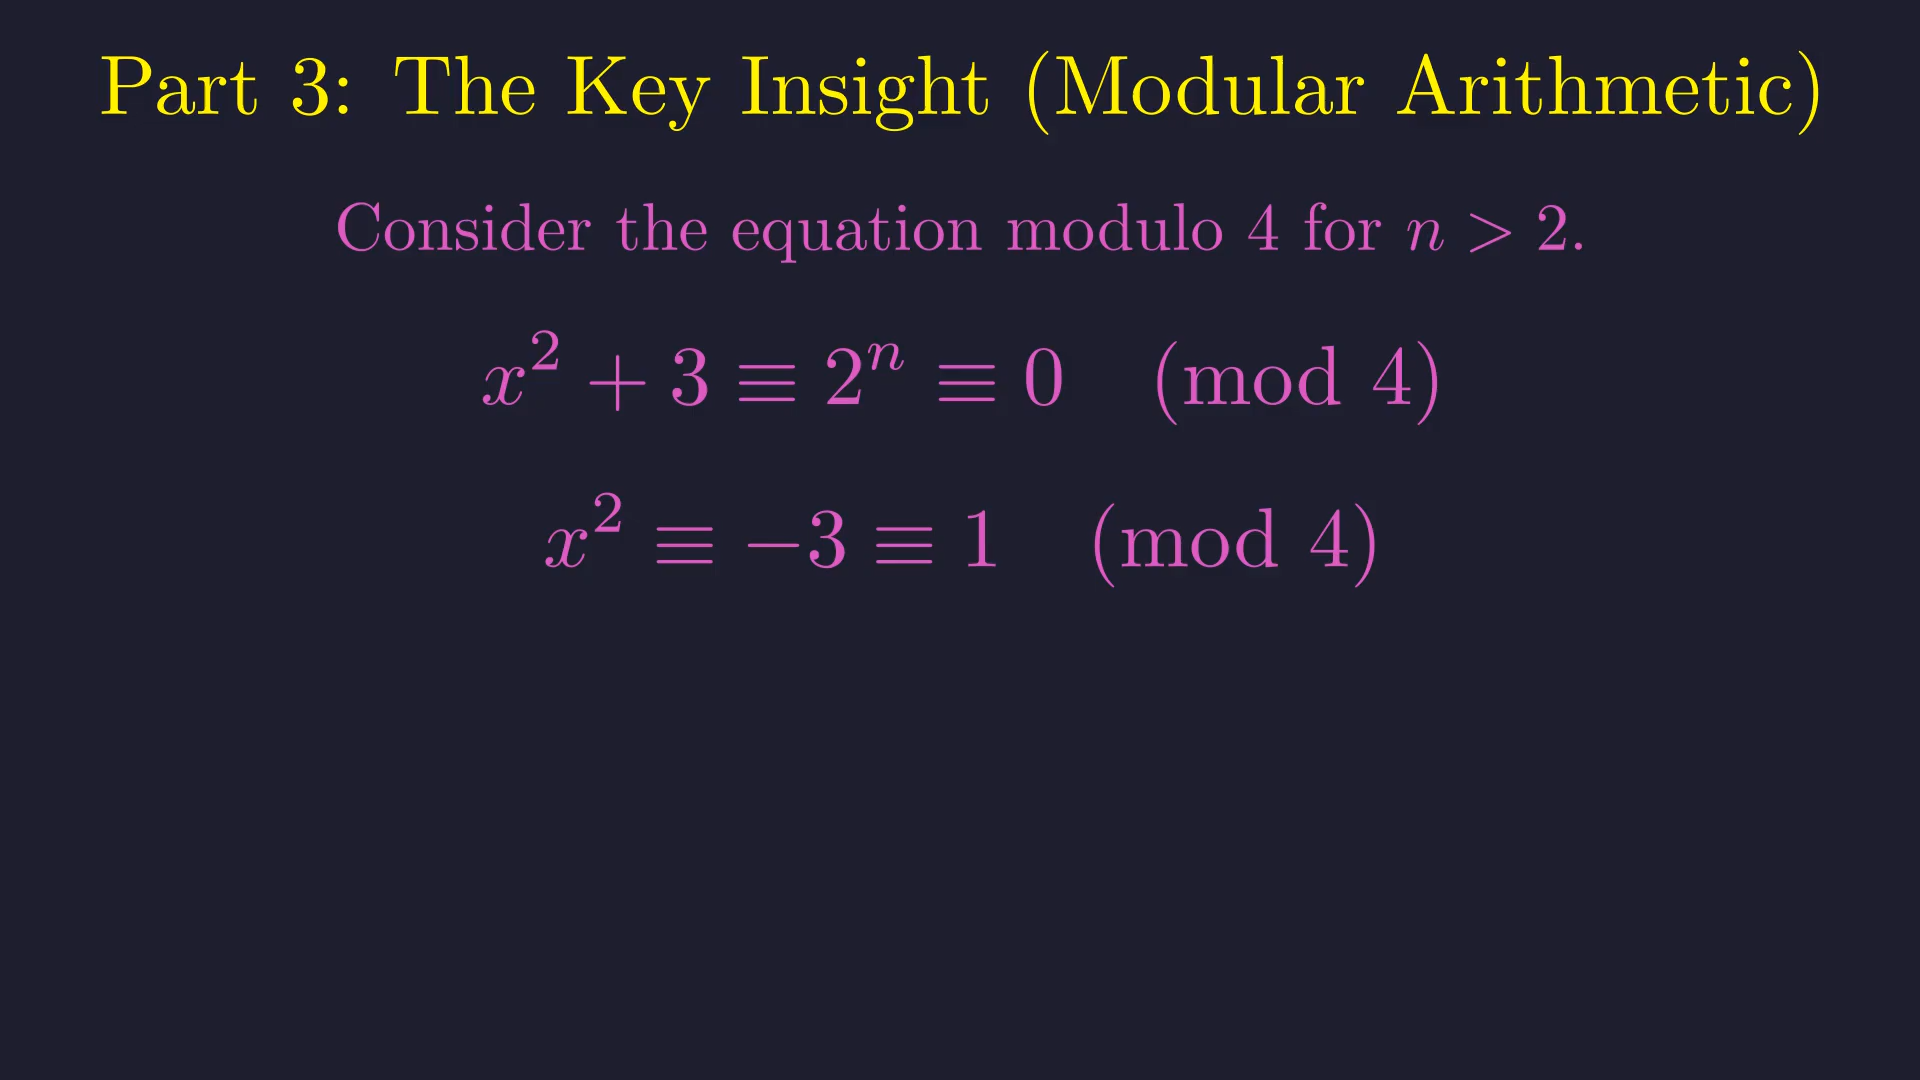 Part 3: The Key Insight (Modular Arithmetic)
Consider the equation modulo 4 for n > 2.
x² + 3 ≡ 2ⁿ ≡ 0 (mod 4)
x² ≡ −3 ≡ 1 (mod 4)